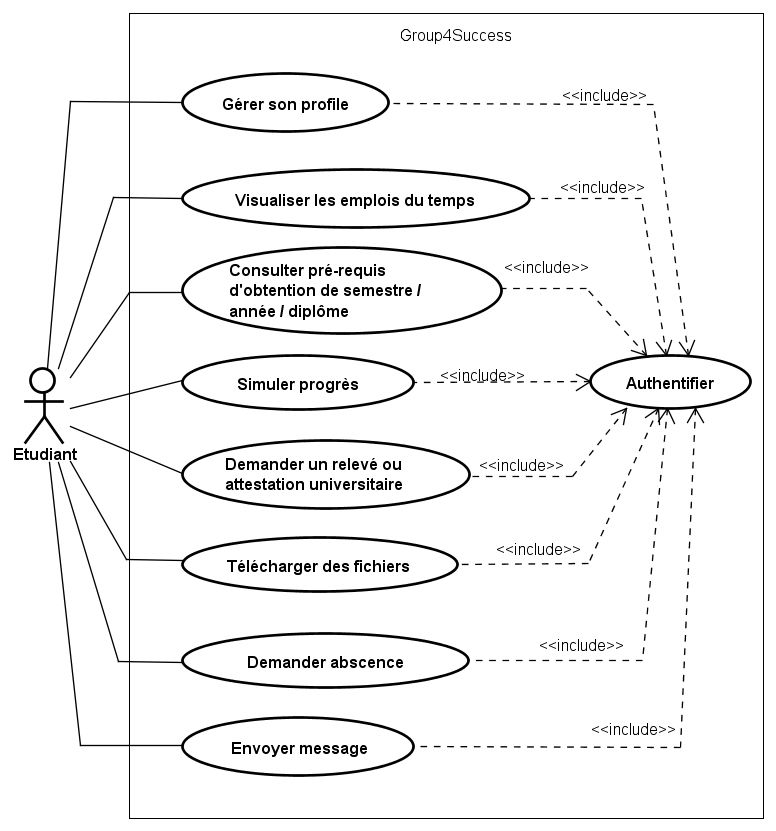 Group4Success
<<include>>
Gérer son profile
<<include>>
Visualiser les emplois du temps
<<include>>
Consulter pré-requis
d'obtention de semestre /
année / diplôme
<<include>>
Simuler progrès
Authentifier
Etudiant
<<include>>
Demander un relevé ou
attestation universitaire
<<include>>
Télécharger des fichiers
<<include>>
Demander abscence
<<include>>
Envoyer message